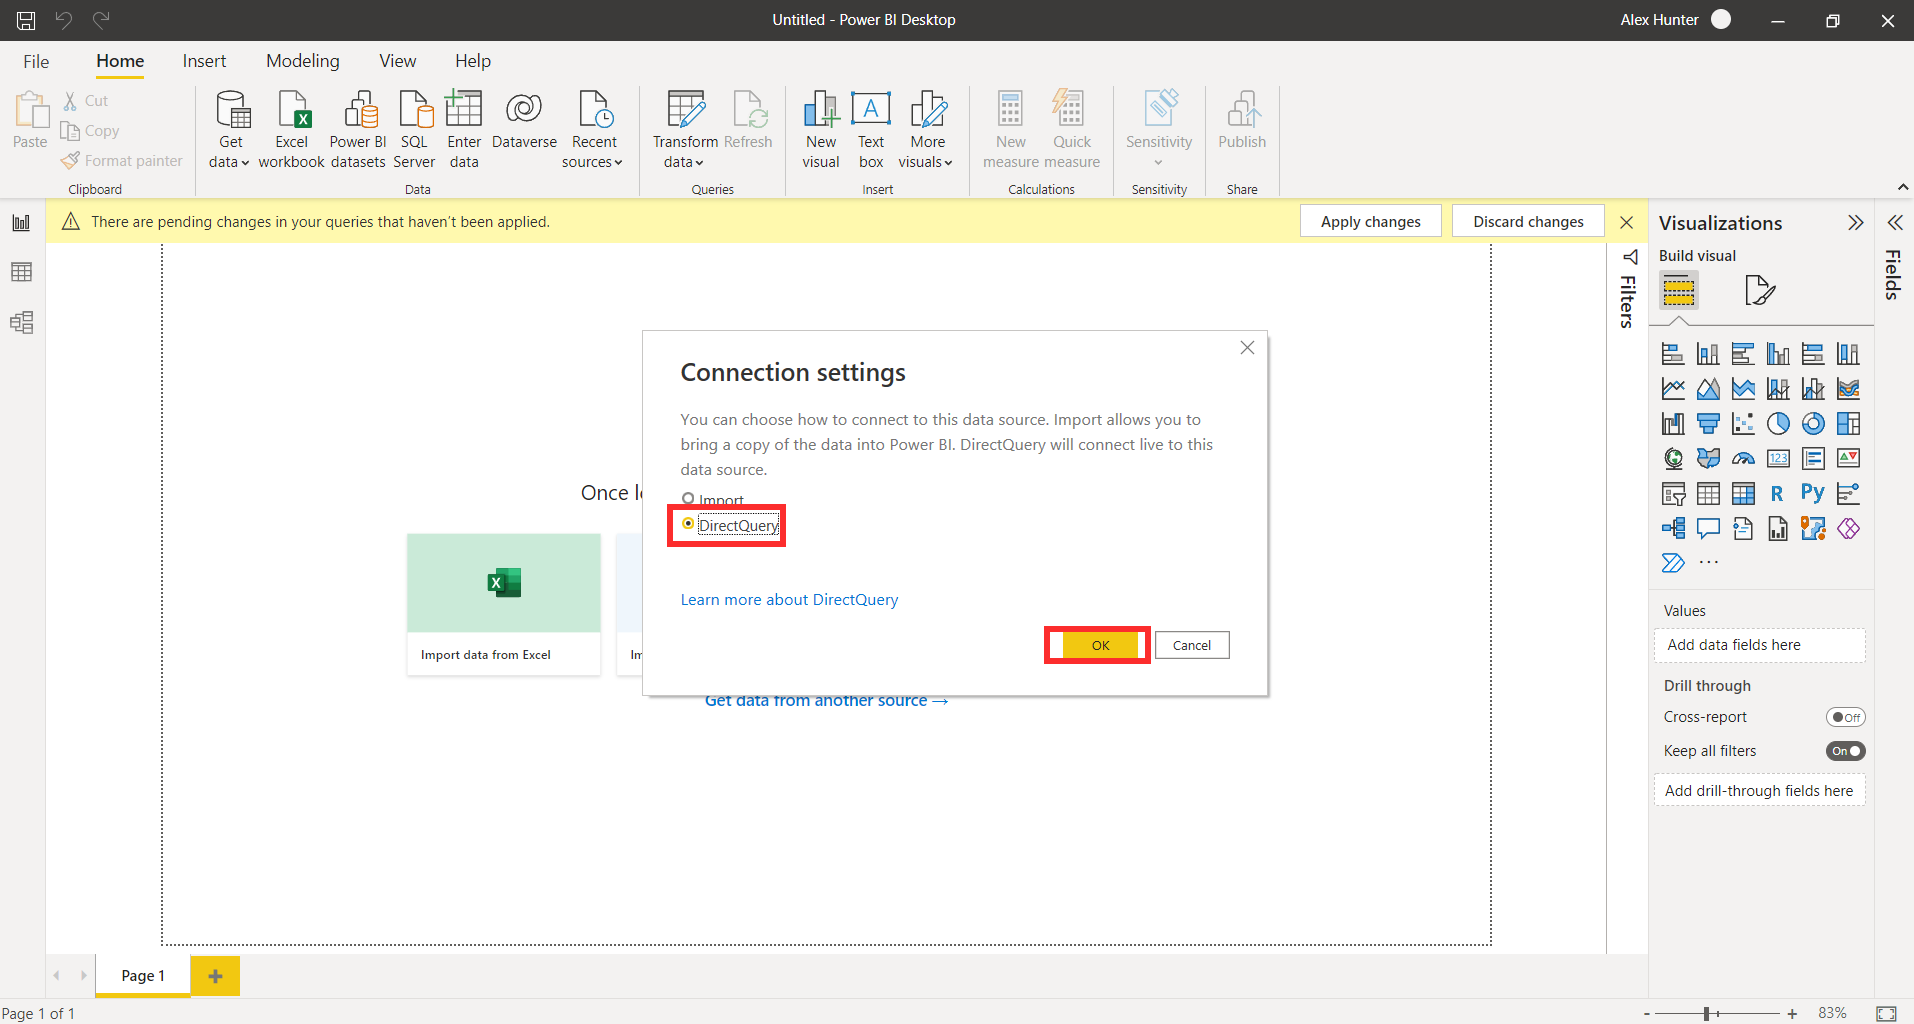 Untitled - Power BI Desktop
Alex Hunter
File
Home
Insert
Modeling
View
Help
Paste
Cut
Copy
Format painter
Clipboard
Get
data
Excel
workbook
Power BI
datasets
SQL
Server
Enter
data
Dataverse
Recent
sources
Data
Transform
data
Refresh
Queries
New
visual
Text
box
More
visuals
Insert
New
measure
Quick
measure
Calculations
Sensitivity
Sensitivity
Publish
Share
There are pending changes in your queries that haven't been applied.
Apply changes
Discard changes
Filters
Connection settings
You can choose how to connect to this data source. Import allows you to
bring a copy of the data into Power BI. DirectQuery will connect live to this
data source.
Import
DirectQuery
Learn more about DirectQuery
OK
Cancel
Once
Import data from Excel
Get data from another source →
Visualizations
Build visual
123
R
Py
...
Values
Add data fields here
Drill through
Cross-report
Off
Keep all filters
On
Add drill-through fields here
Fields
Page 1
+
Page 1 of 1
- + 83%